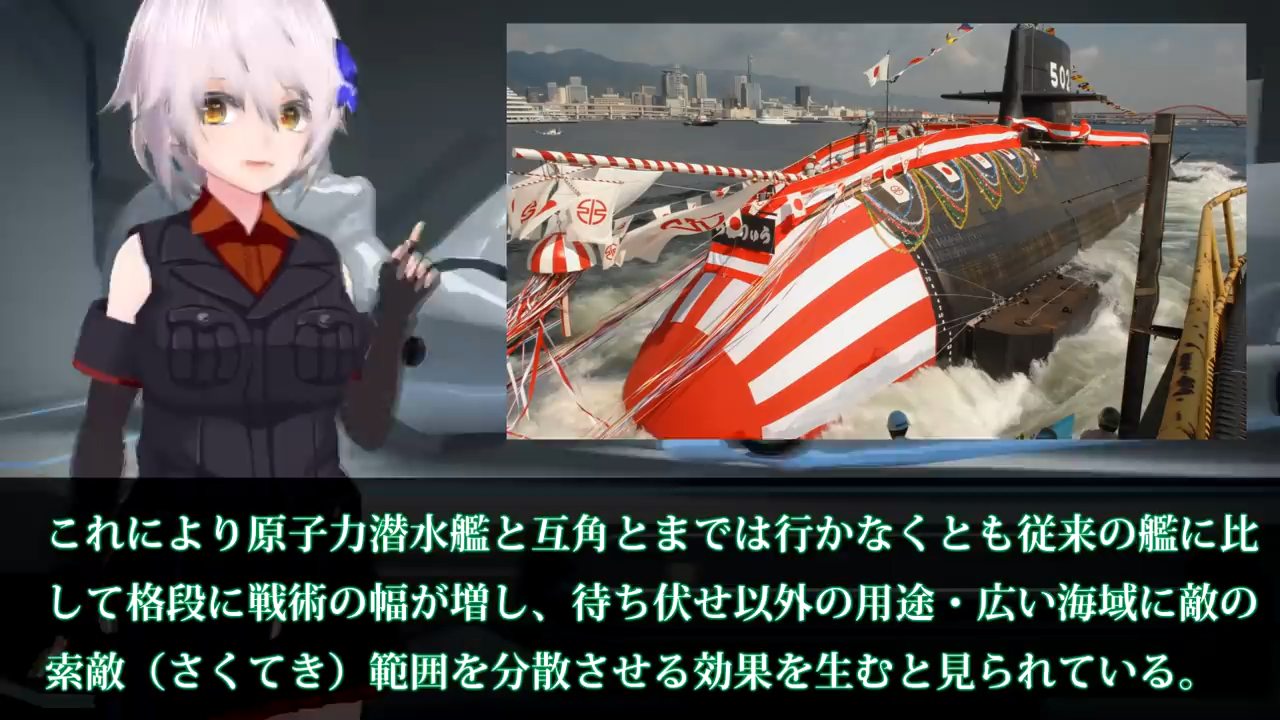 502
りゅう
これにより原子力潜水艦と互角とまでは行かなくとも従来の艦に比
して格段に戦術の幅が増し、待ち伏せ以外の用途・広い海域に敵の
索敵（さくてき）範囲を分散させる効果を生むと見られている。